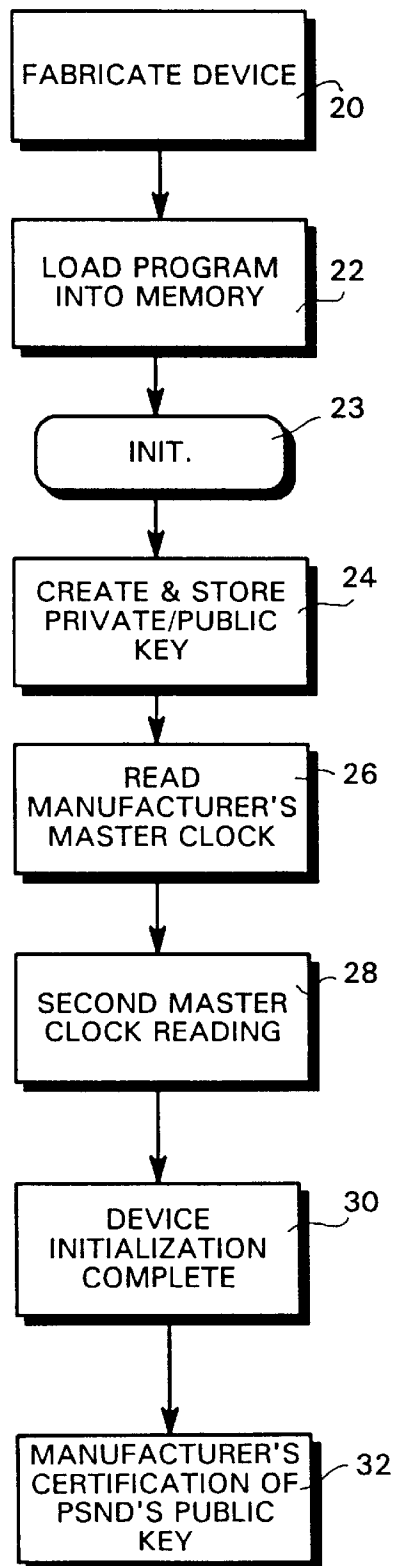 FABRICATE DEVICE
20
LOAD PROGRAM
INTO MEMORY
22
23
INIT.
24
CREATE & STORE
PRIVATE/PUBLIC
KEY
26
READ
MANUFACTURER'S
MASTER CLOCK
28
SECOND MASTER
CLOCK READING
30
DEVICE
INITIALIZATION
COMPLETE
MANUFACTURER'S
CERTIFICATION OF
PSND'S PUBLIC
KEY
32